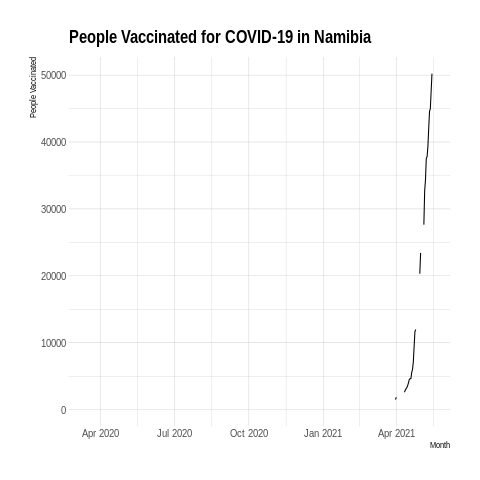 People Vaccinated for COVID-19 in Namibia
People Vaccinated
50000
40000
30000
20000
10000
0
Apr 2020 Jul 2020 Oct 2020 Jan 2021 Apr 2021
Month